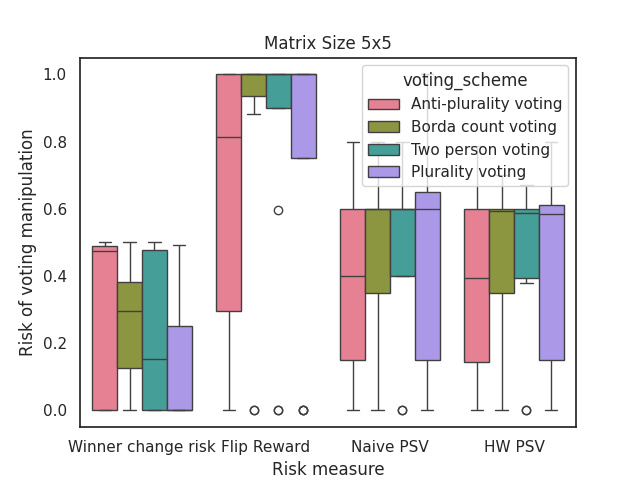 Matrix Size 5x5
voting_scheme
Anti-plurality voting
Borda count voting
Two person voting
Plurality voting
Risk of voting manipulation
1.0
0.8
0.6
0.4
0.2
0.0
Winner change risk Flip Reward Naive PSV HW PSV
Risk measure